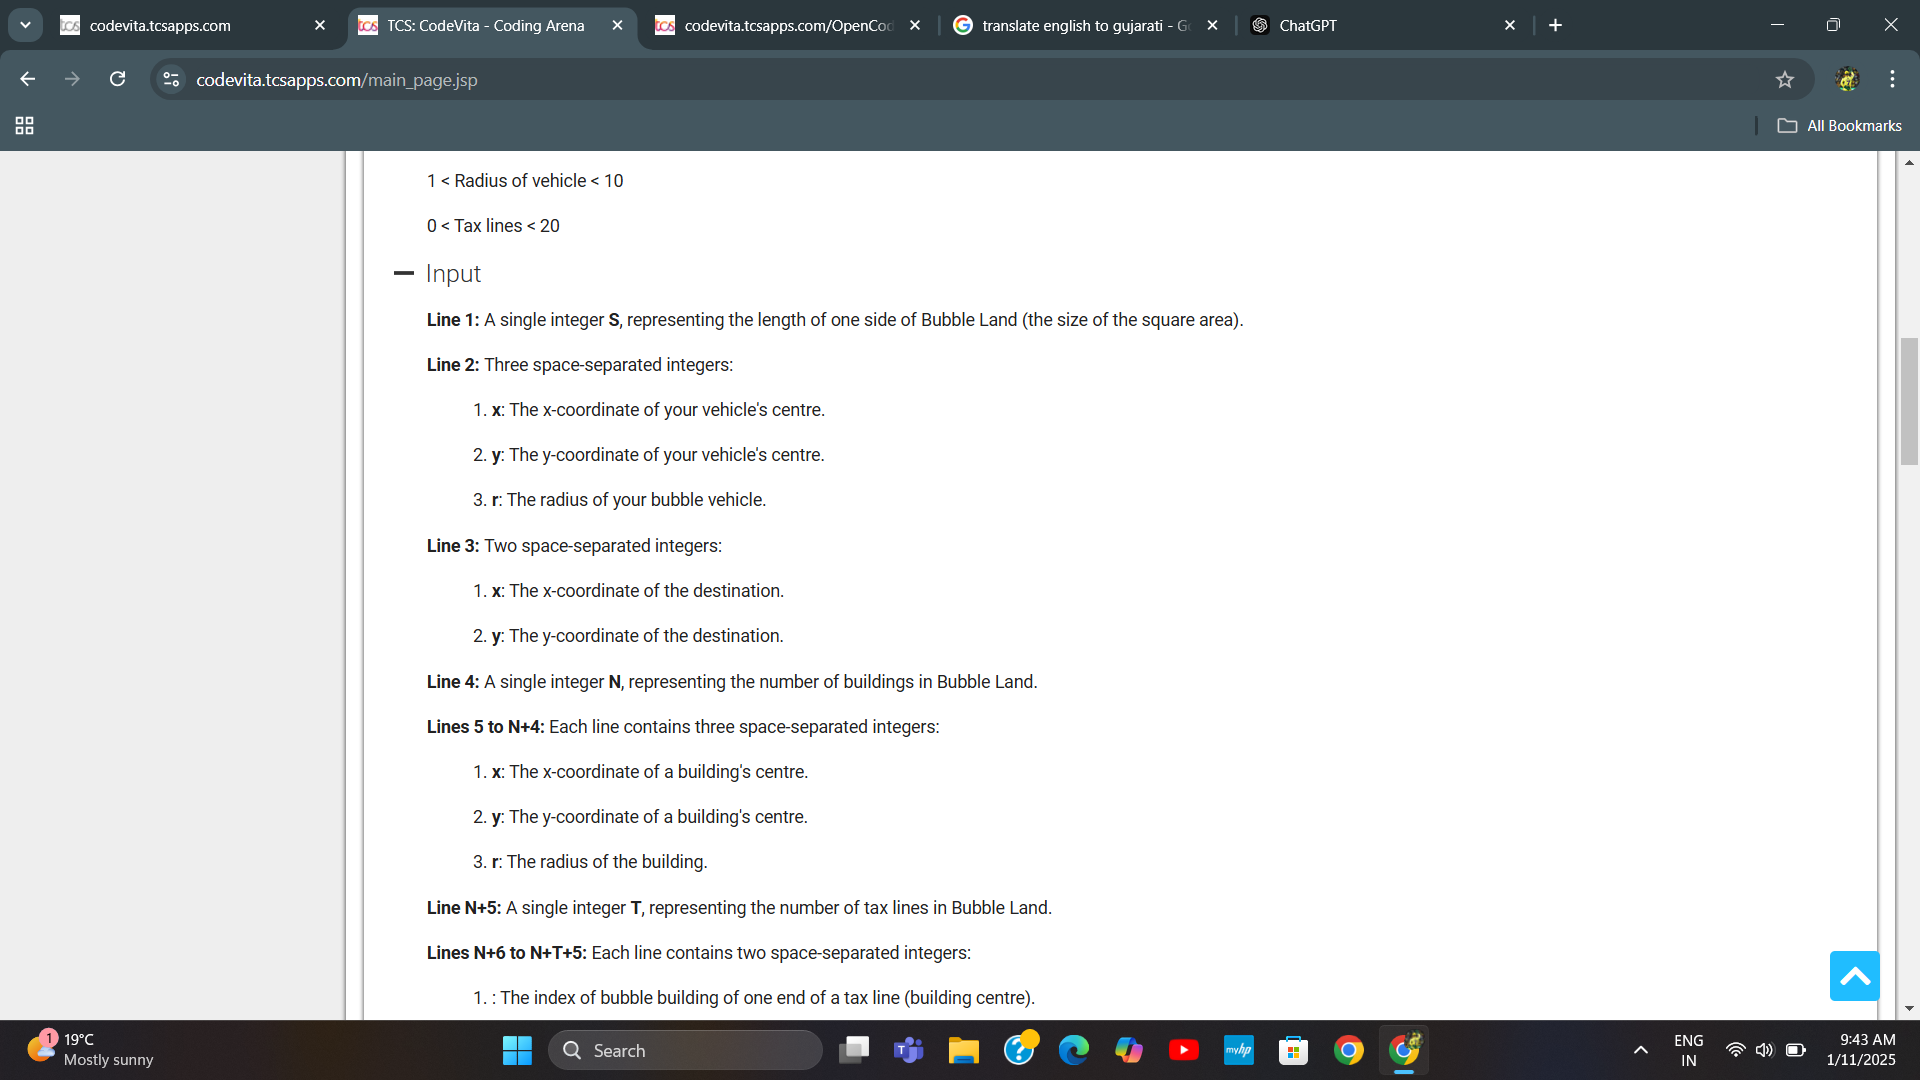 codevita.tcsapps.com
TCS: CodeVita - Coding Arena
codevita.tcsapps.com/OpenCod
translate english to gujarati - G
ChatGPT
codevita.tcsapps.com/main_page.jsp
All Bookmarks
1 < Radius of vehicle < 10
0 < Tax lines < 20
Input
Line 1: A single integer S, representing the length of one side of Bubble Land (the size of the square area).
Line 2: Three space-separated integers:
1. x: The x-coordinate of your vehicle's centre.
2. y: The y-coordinate of your vehicle's centre.
3. r: The radius of your bubble vehicle.
Line 3: Two space-separated integers:
1. x: The x-coordinate of the destination.
2. y: The y-coordinate of the destination.
Line 4: A single integer N, representing the number of buildings in Bubble Land.
Lines 5 to N+4: Each line contains three space-separated integers:
1. x: The x-coordinate of a building's centre.
2. y: The y-coordinate of a building's centre.
3. r: The radius of the building.
Line N+5: A single integer T, representing the number of tax lines in Bubble Land.
Lines N+6 to N+T+5: Each line contains two space-separated integers:
1. : The index of bubble building of one end of a tax line (building centre).
1
19°C
Mostly sunny
Search
myhp
ENG
IN
9:43 AM
1/11/2025